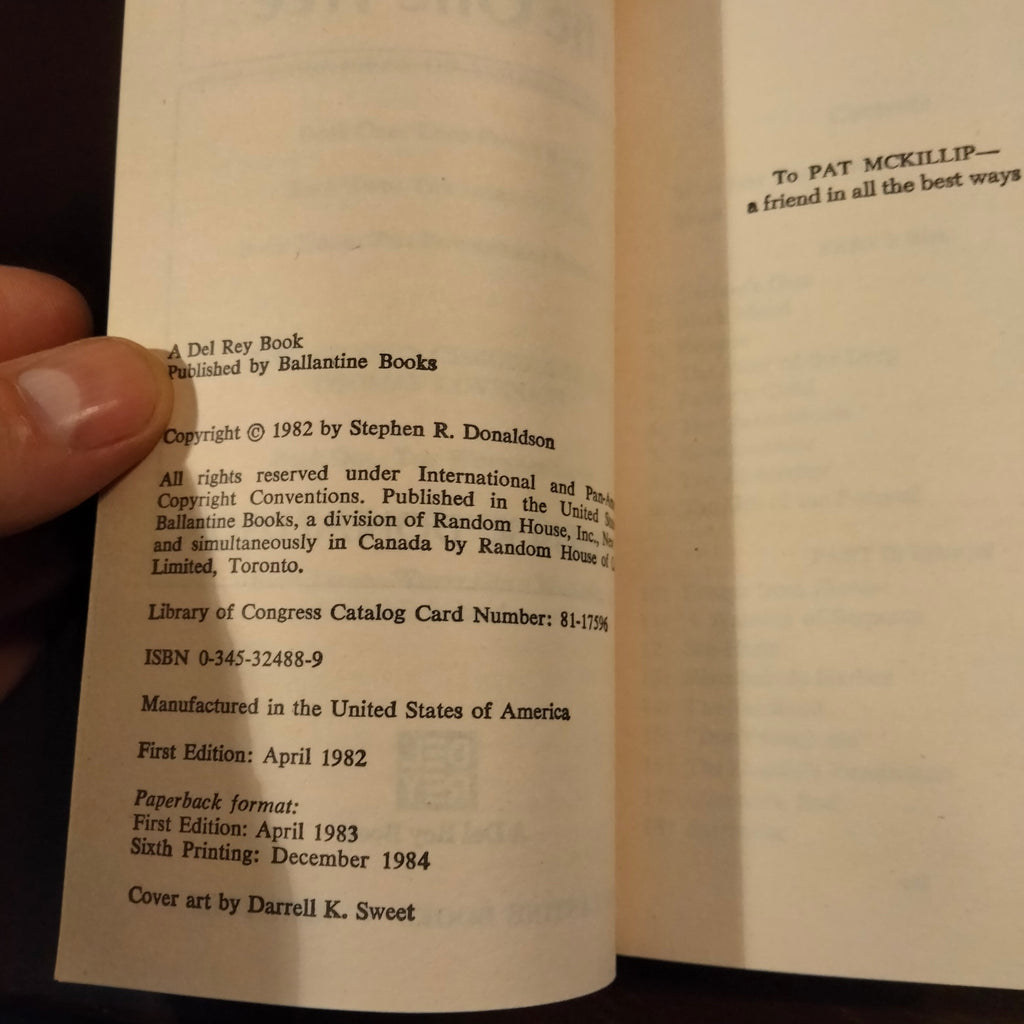 A Del Rey Book
Published by Ballantine Books
Copyright © 1982 by Stephen R. Donaldson
All rights reserved under International and
Copyright Conventions. Published in the United
Ballantine Books, a division of Random House, Inc.,
and simultaneously in Canada by Random House of
Limited, Toronto.
Library of Congress Catalog Card Number: 81-17596
ISBN 0-345-32488-9
Manufactured in the United States of America
First Edition: April 1982
Paperback format:
First Edition: April 1983
Sixth Printing: December 1984
Cover art by Darrell K. Sweet
To PAT MCKILLIP—
a friend in all the best ways